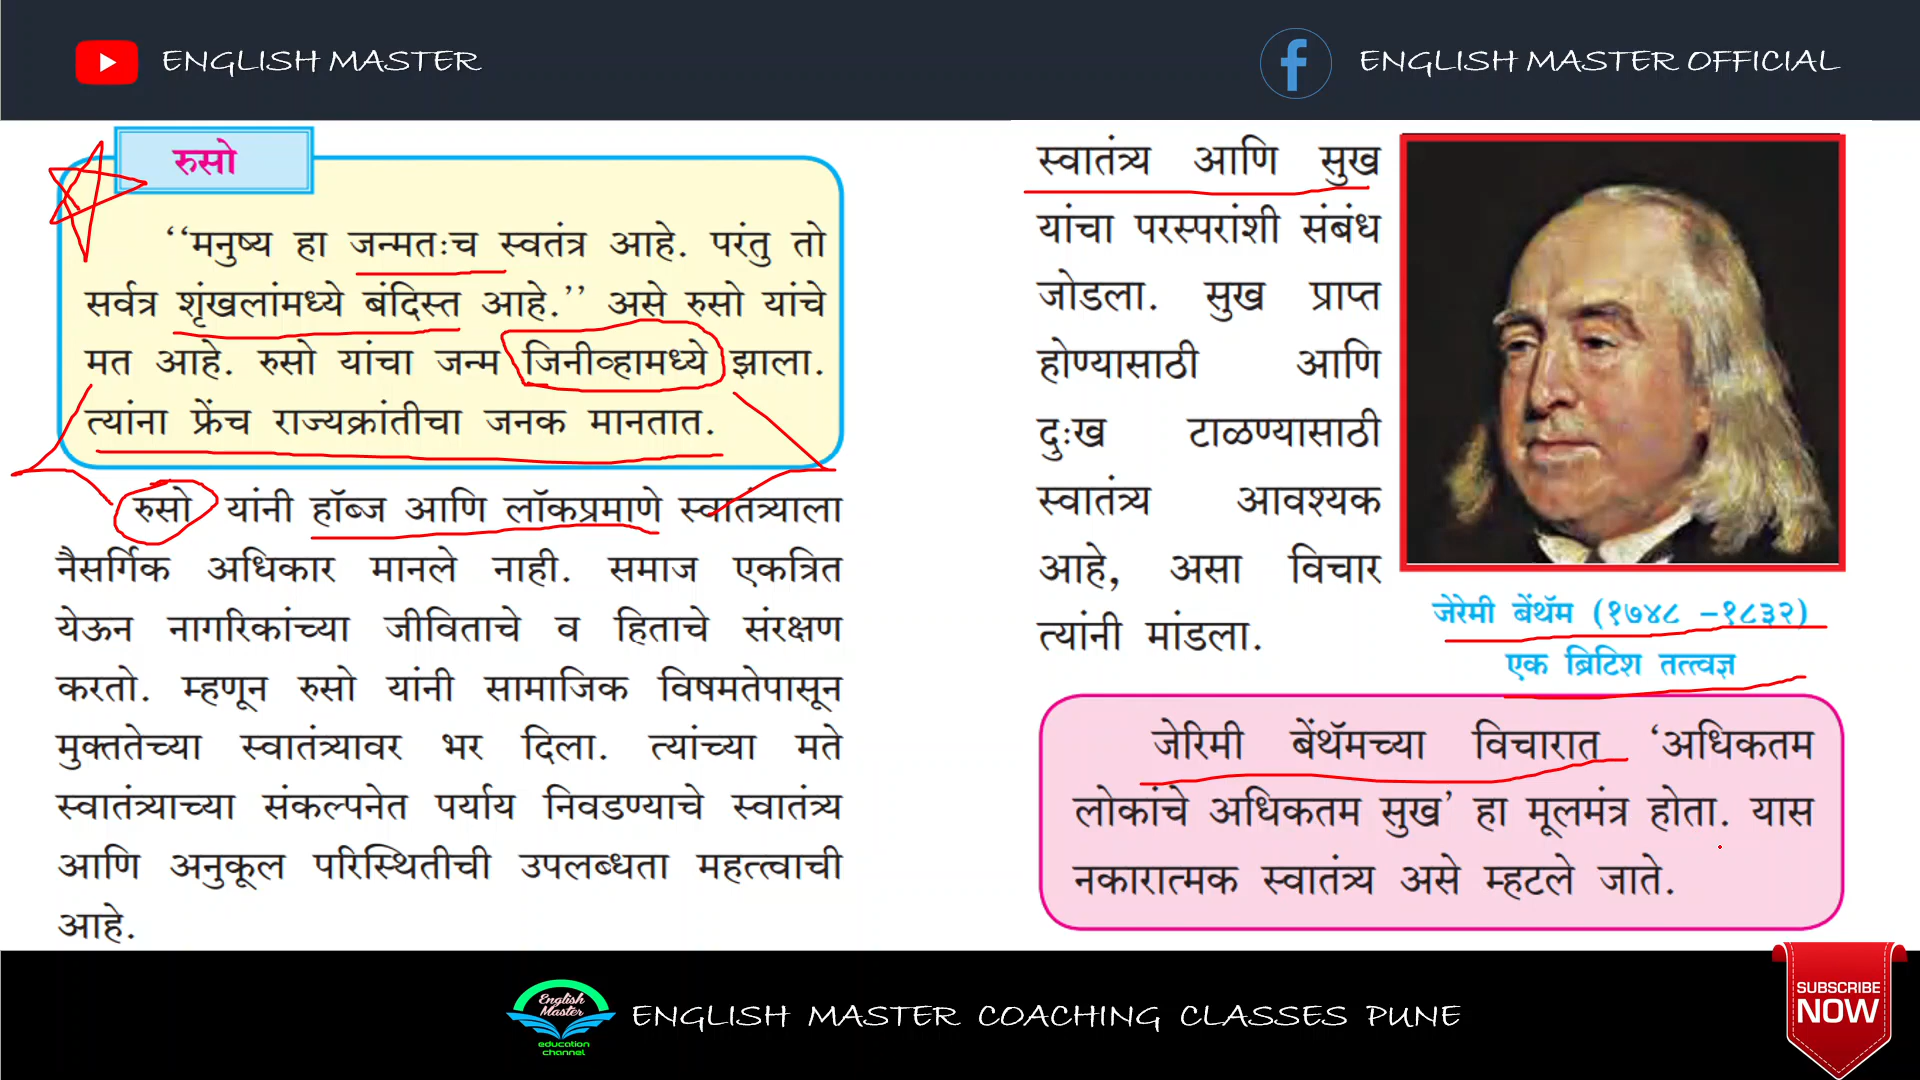 ENGLISH MASTER
ENGLISH MASTER OFFICIAL
रुसो
‘‘मनुष्य हा जन्मतःच स्वतंत्र आहे. परंतु तो
सर्वत्र शृंखलांमध्ये बंदिस्त आहे.’’ असे रुसो यांचे
मत आहे. रुसो यांचा जन्म जिनीव्हामध्ये झाला.
त्यांना फ्रेंच राज्यक्रांतीचा जनक मानतात.
रुसो यांनी हॉब्ज आणि लॉकप्रमाणे स्वातंत्र्याला
नैसर्गिक अधिकार मानले नाही. समाज एकत्रित
येऊन नागरिकांच्या जीविताचे व हिताचे संरक्षण
करतो. म्हणून रुसो यांनी सामाजिक विषमतेपासून
मुक्ततेच्या स्वातंत्र्यावर भर दिला. त्यांच्या मते
स्वातंत्र्याच्या संकल्पनेत पर्याय निवडण्याचे स्वातंत्र्य
आणि अनुकूल परिस्थितीची उपलब्धता महत्त्वाची
आहे.
स्वातंत्र्य आणि सुख
यांचा परस्परांशी संबंध
जोडला. सुख प्राप्त
होण्यासाठी आणि
दुःख टाळण्यासाठी
स्वातंत्र्य आवश्यक
आहे, असा विचार
त्यांनी मांडला.
जेरेमी बेंथॅम (१७४८ –१८३२)
एक ब्रिटिश तत्त्वज्ञ
जेरिमी बेंथॅमच्या विचारात ‘अधिकतम
लोकांचे अधिकतम सुख’ हा मूलमंत्र होता. यास
नकारात्मक स्वातंत्र्य असे म्हटले जाते.
English
Master
education
channel
ENGLISH MASTER COACHING CLASSES PUNE
SUBSCRIBE
NOW